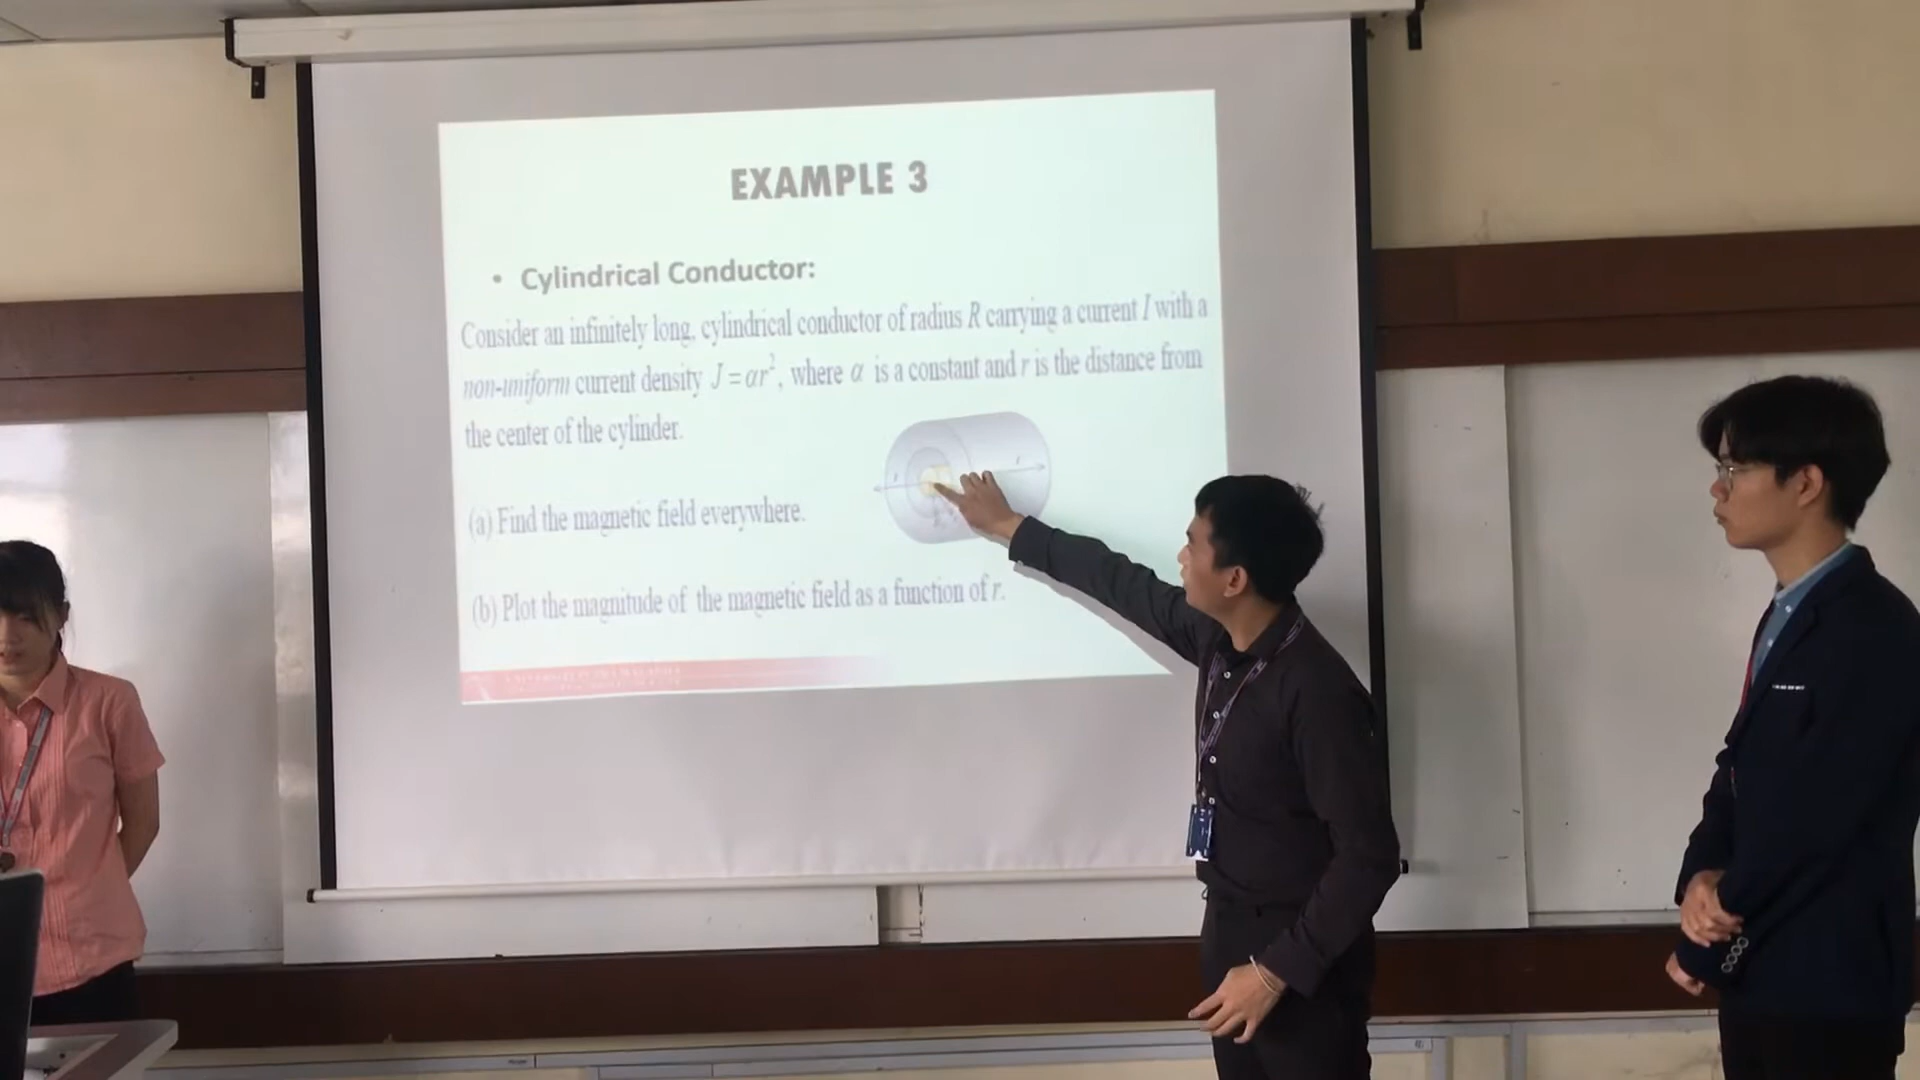 EXAMPLE 3
• Cylindrical Conductor:
Consider an infinitely long, cylindrical conductor of radius R carrying a current I with a
non-uniform current density J = αr², where α is a constant and r is the distance from
the center of the cylinder.
(a) Find the magnetic field everywhere.
(b) Plot the magnitude of the magnetic field as a function of r.